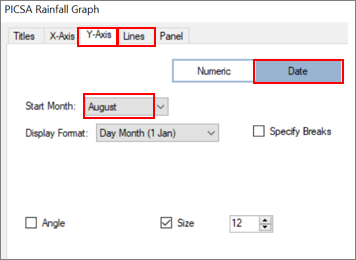 PICSA Rainfall Graph
Titles X-Axis Y-Axis Lines Panel
Numeric Date
Start Month: August
Display Format: Day Month (1 Jan) Specify Breaks
Angle Size 12